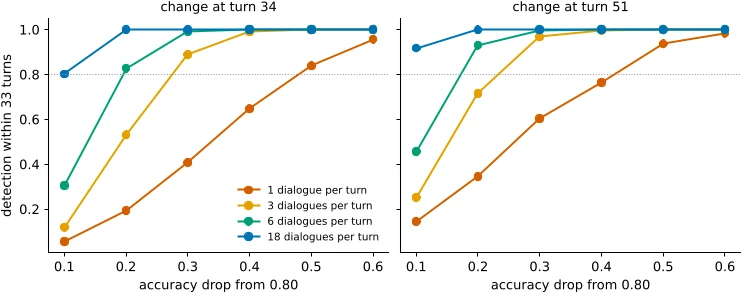 change at turn 34
change at turn 51
detection within 33 turns
1.0
0.8
0.6
0.4
0.2
1 dialogue per turn
3 dialogues per turn
6 dialogues per turn
18 dialogues per turn
0.1 0.2 0.3 0.4 0.5 0.6
0.1 0.2 0.3 0.4 0.5 0.6
accuracy drop from 0.80
accuracy drop from 0.80